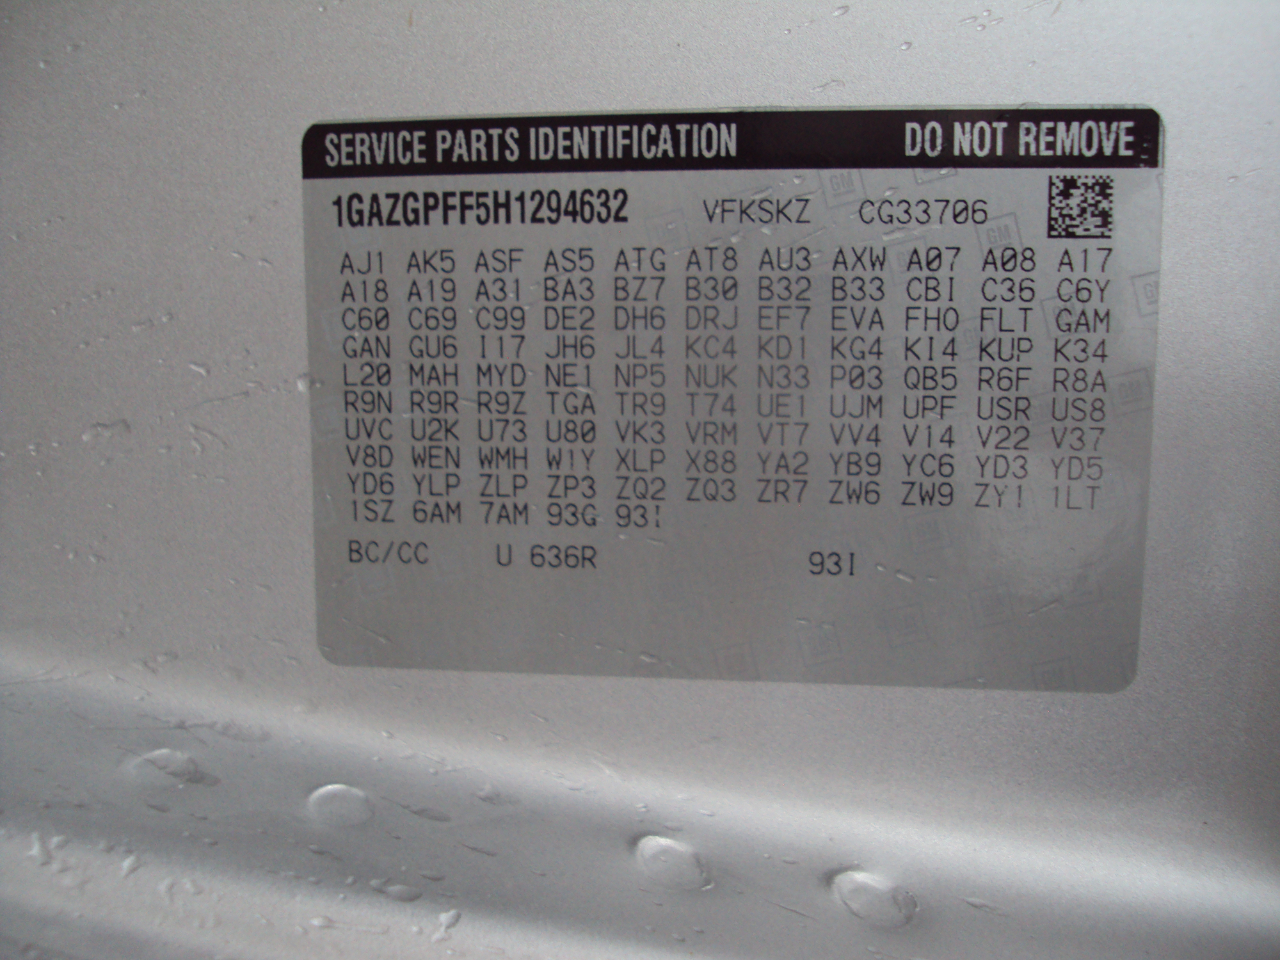 SERVICE PARTS IDENTIFICATION DO NOT REMOVE
1GAZGPFF5H1294632 VFKSKZ CG33706
AJ1 AK5 ASF AS5 ATG AT8 AU3 AXW A07 A08 A17
A18 A19 A31 BA3 BZ7 B30 B32 B33 CBI C36 C6Y
C60 C69 C99 DE2 DH6 DRJ EF7 EVA FHO FLT GAM
GAN GU6 I17 JH6 JL4 KC4 KD1 KG4 KI4 KUP K34
L20 MAH MYD NE1 NP5 NUK N33 P03 QB5 R6F R8A
R9N R9R R9Z TGA TR9 T74 UE1 UJM UPF USR US8
UVC U2K U73 U80 VK3 VRM VT7 VV4 V14 V22 V37
V8D WEN WMH W1Y XLP X88 YA2 YB9 YC6 YD3 YD5
YD6 YLP ZLP ZP3 ZQ2 ZQ3 ZR7 ZW6 ZW9 ZY1 1LT
1SZ 6AM 7AM 93G 93I
BC/CC U 636R 93I